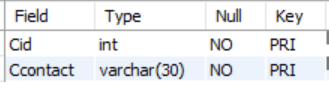 Field Type Null Key
Cid int NO PRI
Ccontact varchar(30) NO PRI